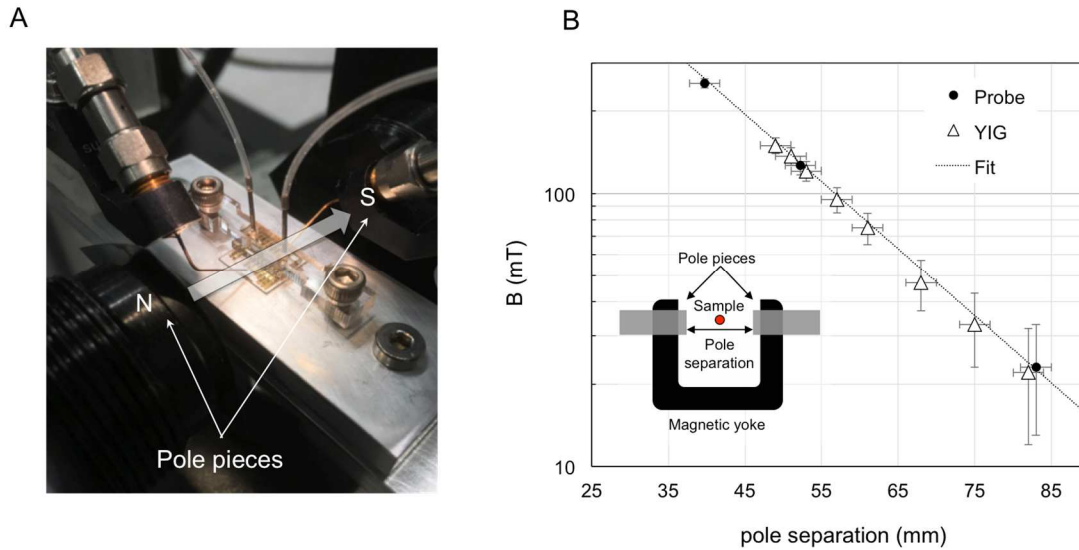 A
N
S
Pole pieces
B
B (mT)
100
10
Probe
YIG
Fit
Pole pieces
Sample
Pole
separation
Magnetic yoke
25 35 45 55 65 75 85
pole separation (mm)